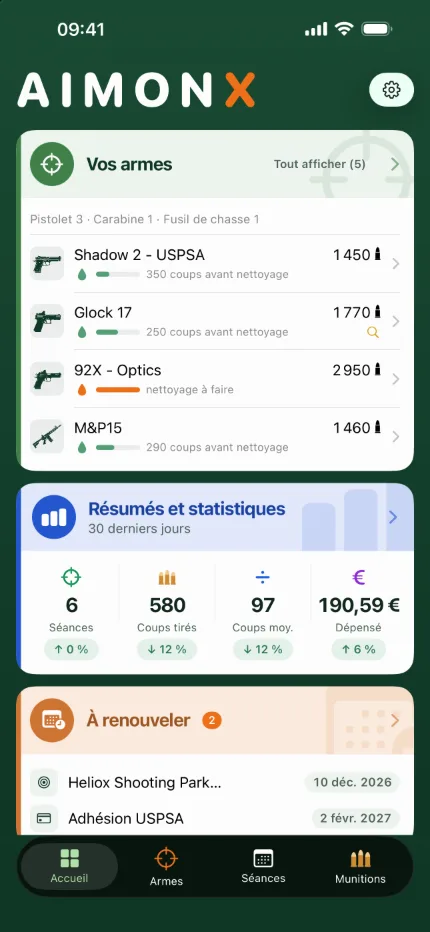 09:41
AIMONX
Vos armes
Tout afficher (5)
Pistolet 3 · Carabine 1 · Fusil de chasse 1
Shadow 2 - USPSA
1 450
350 coups avant nettoyage
Glock 17
1 770
250 coups avant nettoyage
92X - Optics
2 950
nettoyage à faire
M&P15
1 460
290 coups avant nettoyage
Résumés et statistiques
30 derniers jours
6
580
97
190,59 €
Séances
Coups tirés
Coups moy.
Dépensé
↑ 0 %
↓ 12 %
↓ 12 %
↑ 6 %
À renouveler
2
Heliox Shooting Park...
10 déc. 2026
Adhésion USPSA
2 févr. 2027
Accueil
Armes
Séances
Munitions